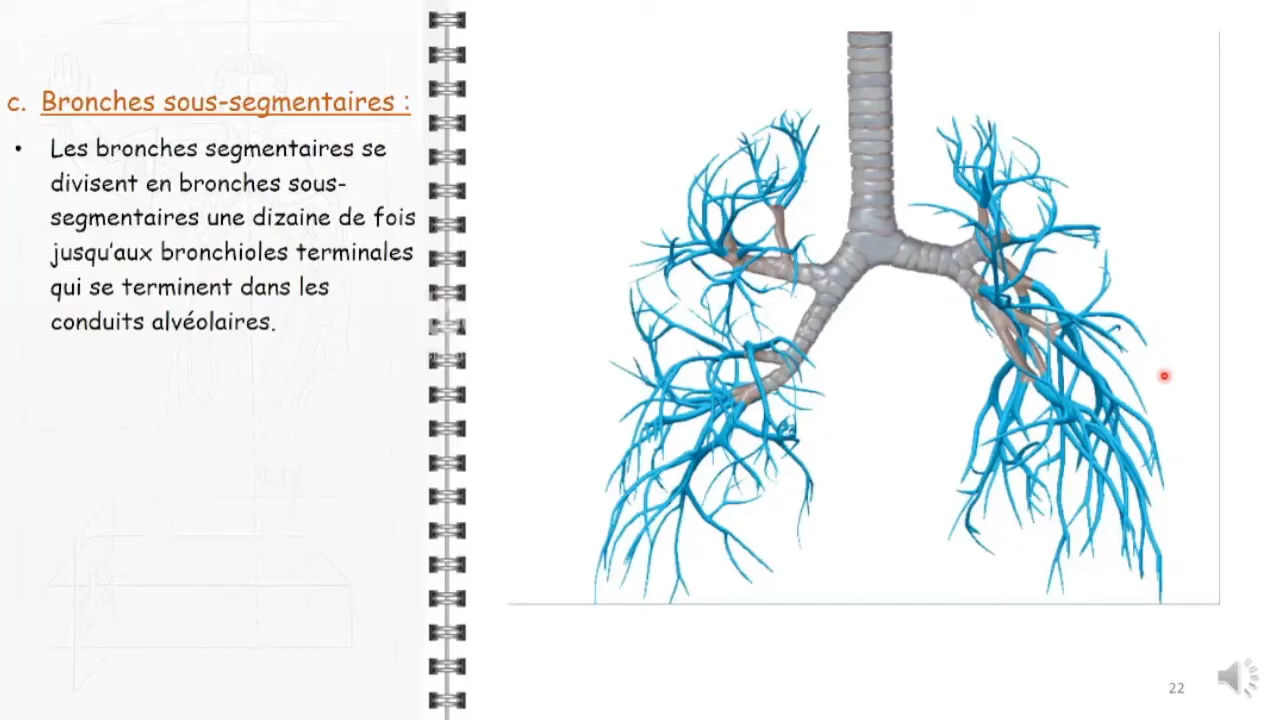 c. Bronches sous-segmentaires :
• Les bronches segmentaires se
divisent en bronches sous-
segmentaires une dizaine de fois
jusqu'aux bronchioles terminales
qui se terminent dans les
conduits alvéolaires.
22